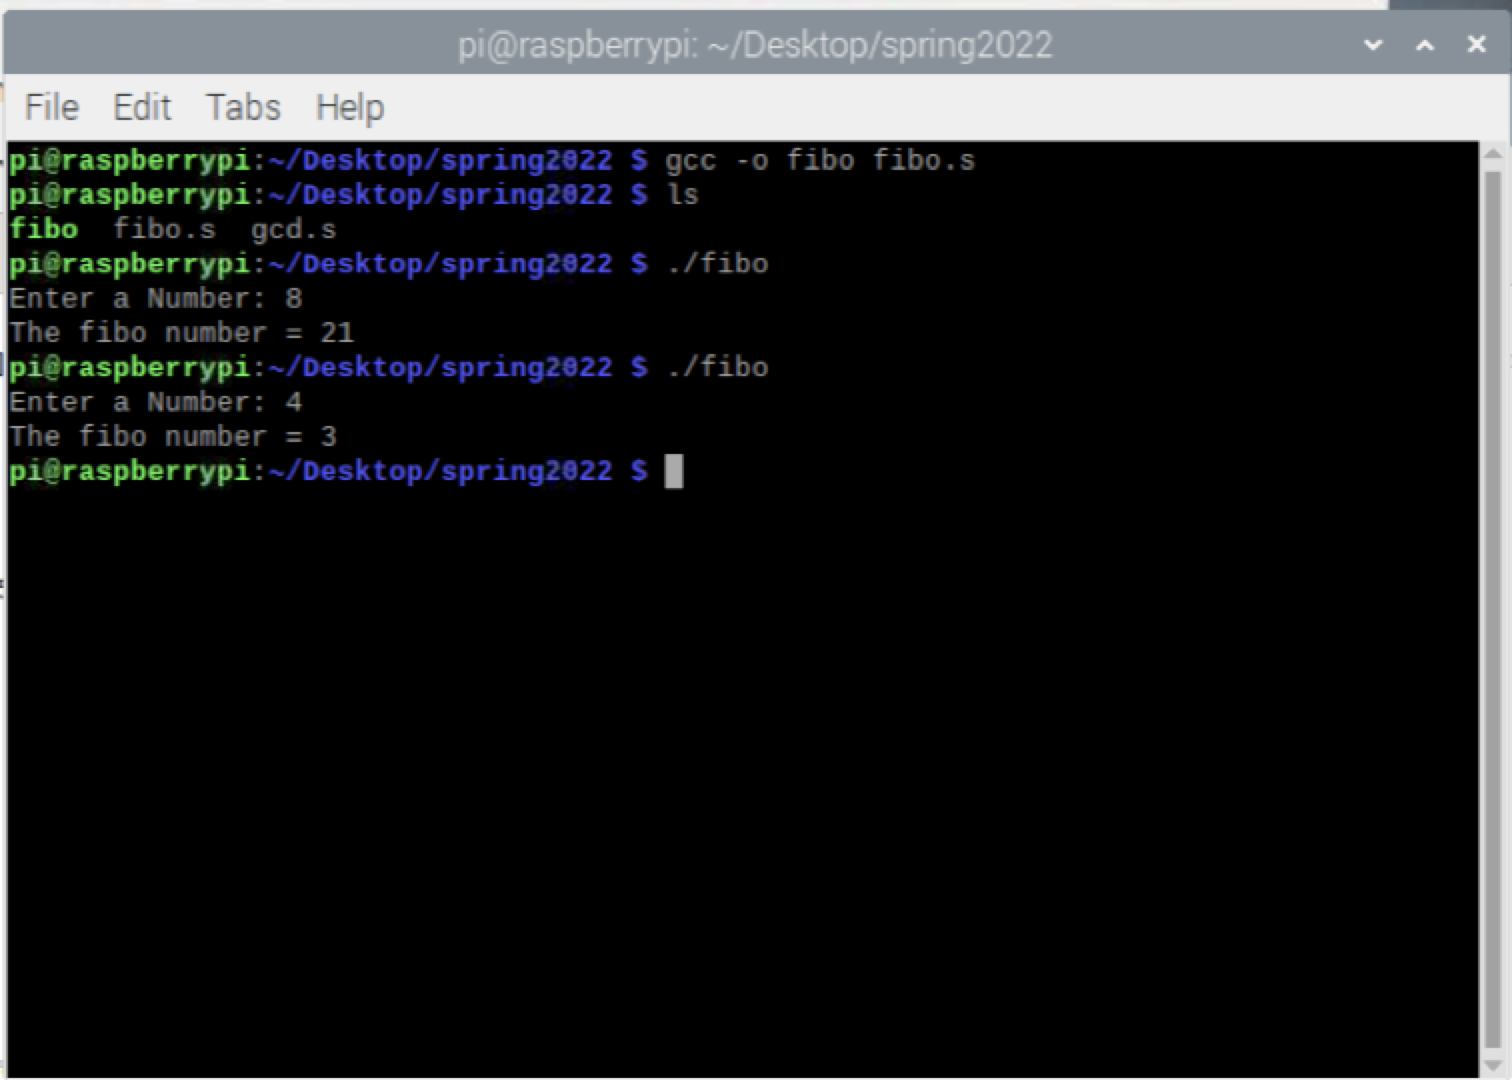 pi@raspberrypi: ~/Desktop/spring2022
File Edit Tabs Help
pi@raspberrypi:~/Desktop/spring2022 $ gcc -o fibo fibo.s
pi@raspberrypi:~/Desktop/spring2022 $ ls
fibo  fibo.s  gcd.s
pi@raspberrypi:~/Desktop/spring2022 $ ./fibo
Enter a Number: 8
The fibo number = 21
pi@raspberrypi:~/Desktop/spring2022 $ ./fibo
Enter a Number: 4
The fibo number = 3
pi@raspberrypi:~/Desktop/spring2022 $